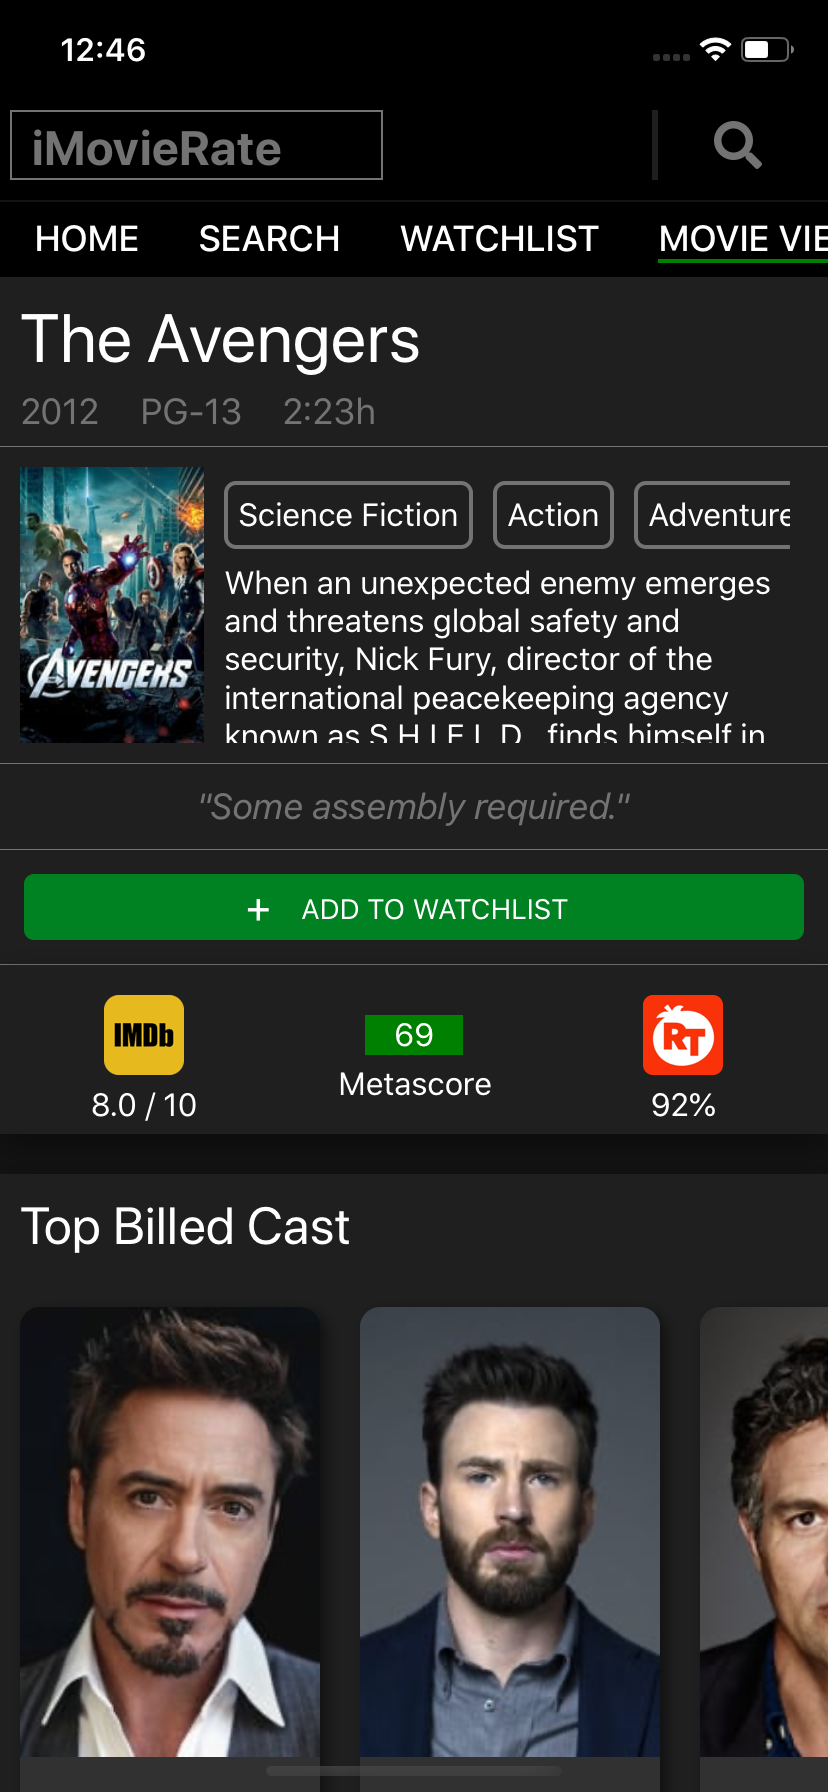 12:46
iMovieRate
HOME SEARCH WATCHLIST MOVIE VIE
The Avengers
2012 PG-13 2:23h
Science Fiction Action Adventure
When an unexpected enemy emerges
and threatens global safety and
security, Nick Fury, director of the
international peacekeeping agency
known as S.H.I.E.L.D., finds himself in
AVENGERS
"Some assembly required."
+ ADD TO WATCHLIST
IMDb 69 RT
8.0 / 10 Metascore 92%
Top Billed Cast